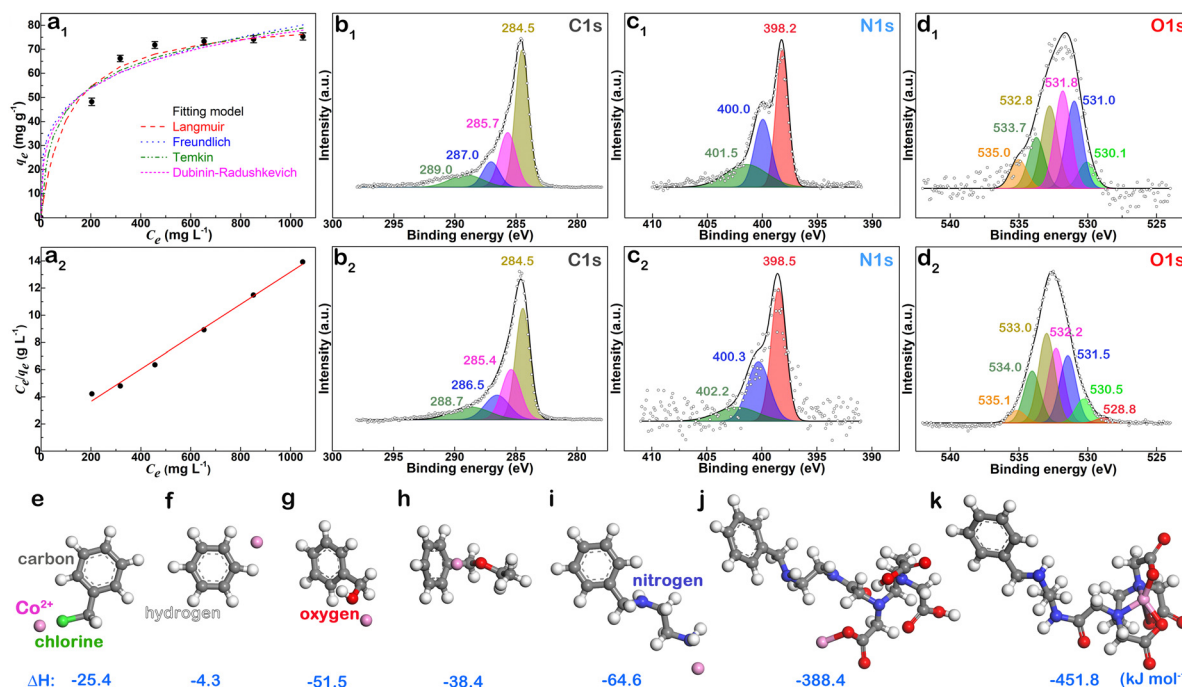 a1
qe (mg g-1)
80
70
60
50
40
30
20
10
0
Fitting model
Langmuir
Freundlich
Temkin
Dubinin-Radushkevich
0 200 400 600 800 1000
Ce (mg L-1)
b1
C1s
284.5
285.7
287.0
289.0
Intensity (a.u.)
300 295 290 285 280
Binding energy (eV)
c1
N1s
398.2
400.0
401.5
Intensity (a.u.)
410 405 400 395 390
Binding energy (eV)
d1
O1s
531.8
532.8
531.0
533.7
535.0
530.1
Intensity (a.u.)
540 535 530 525
Binding energy (eV)
a2
Ce/qe (g L-1)
14
12
10
8
6
4
2
0
0 200 400 600 800 1000
Ce (mg L-1)
b2
C1s
284.5
285.4
286.5
288.7
Intensity (a.u.)
300 295 290 285 280
Binding energy (eV)
c2
N1s
398.5
400.3
402.2
Intensity (a.u.)
410 405 400 395 390
Binding energy (eV)
d2
O1s
533.0
532.2
534.0
531.5
530.5
535.1
528.8
Intensity (a.u.)
540 535 530 525
Binding energy (eV)
e f g h i j k
carbon
hydrogen
nitrogen
Co2+
chlorine
oxygen
ΔH: -25.4 -4.3 -51.5 -38.4 -64.6 -388.4 -451.8 (kJ mol-1)